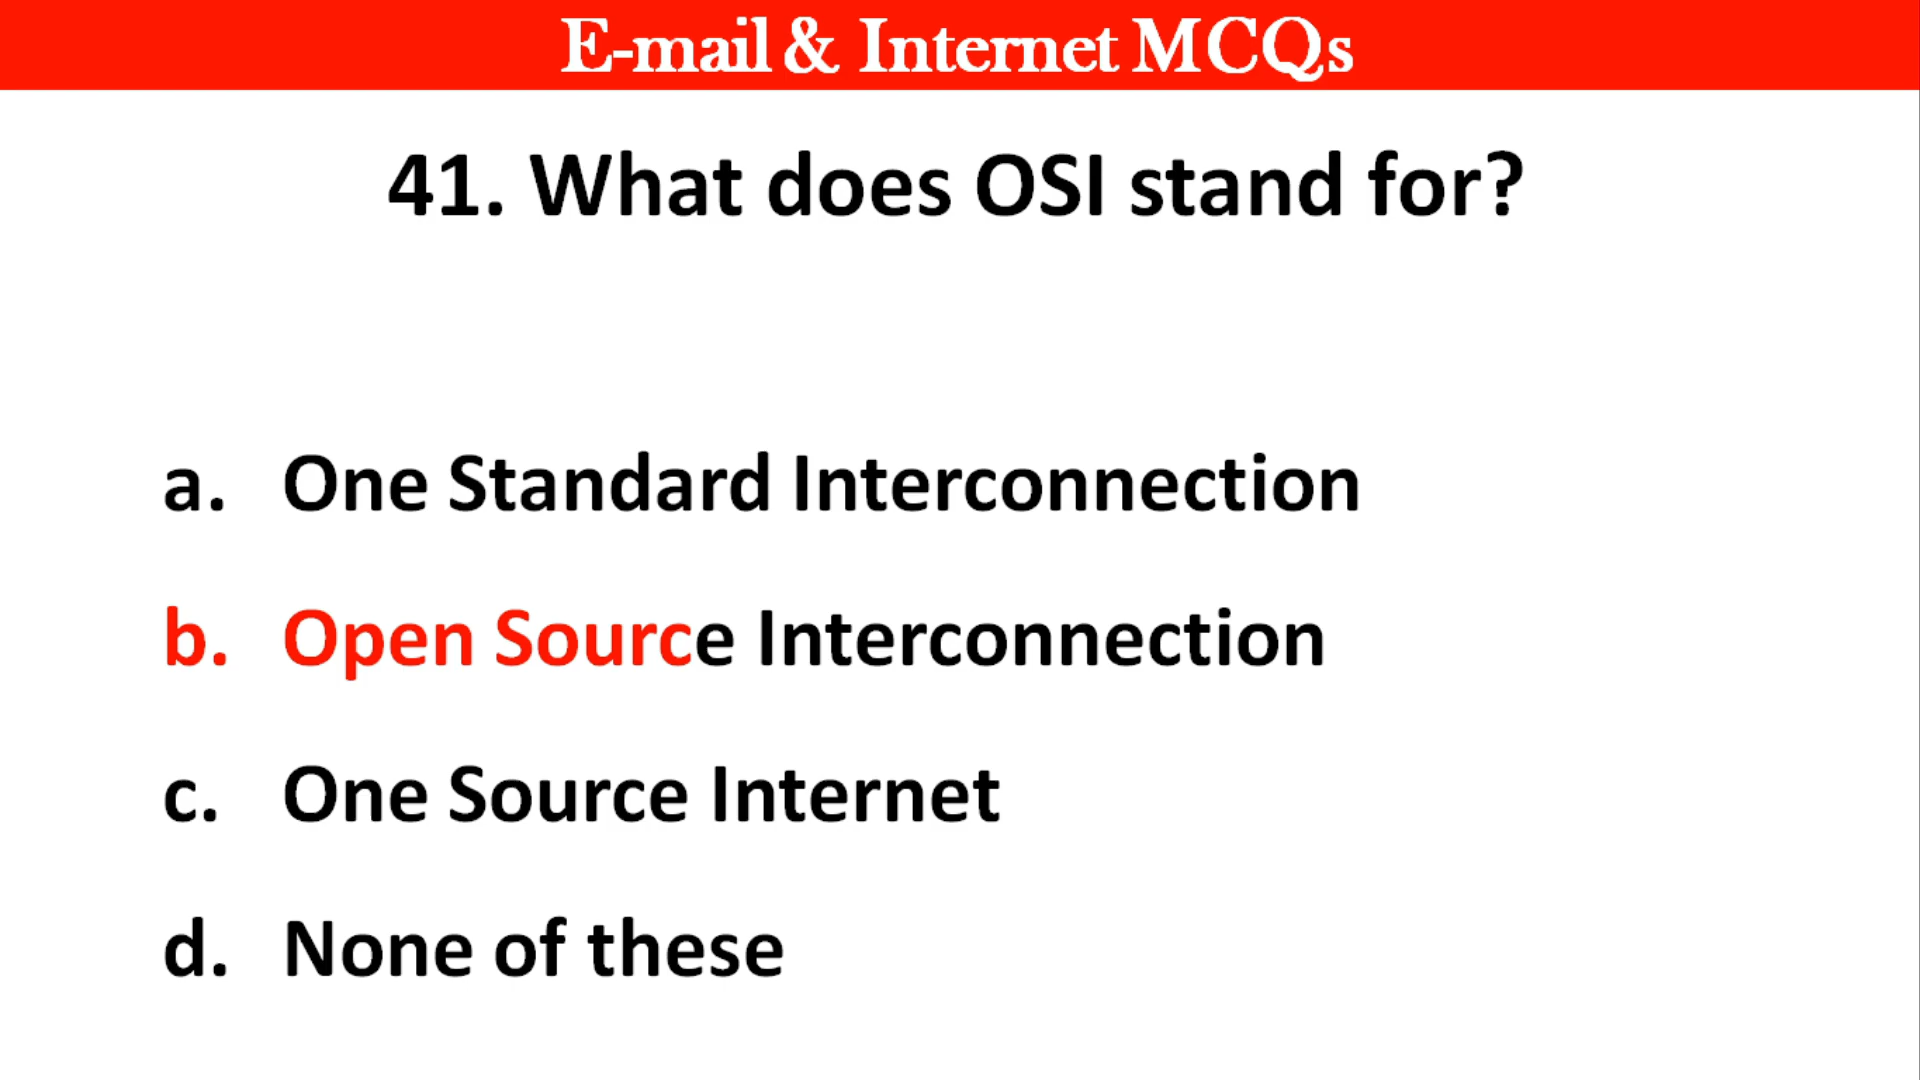 E-mail & Internet MCQs
41. What does OSI stand for?
a. One Standard Interconnection
b. Open Source Interconnection
c. One Source Internet
d. None of these